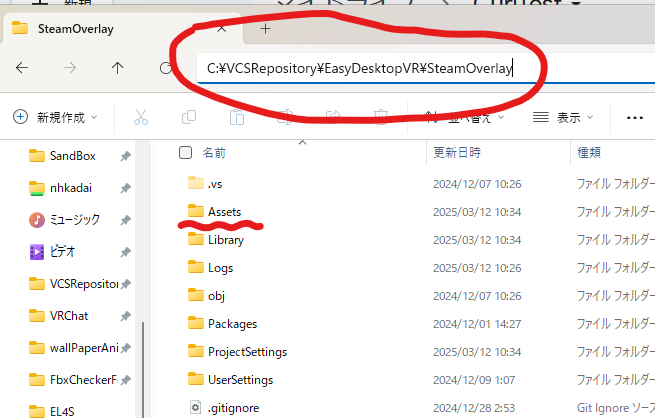 SteamOverlay
C:¥VCSRepository¥EasyDesktopVR¥SteamOverlay
新規作成
並べ替え
表示
名前
更新日時
種類
SandBox
nhkadai
ミュージック
ビデオ
VCSRepositor
VRChat
wallPaperAni
FbxCheckerF
EL4S
.vs 2024/12/07 10:26 ファイル フォルダー
Assets 2025/03/12 10:34 ファイル フォルダー
Library 2025/03/12 10:34 ファイル フォルダー
Logs 2025/03/12 10:26 ファイル フォルダー
obj 2024/12/07 10:26 ファイル フォルダー
Packages 2024/12/01 14:27 ファイル フォルダー
ProjectSettings 2025/03/12 10:34 ファイル フォルダー
UserSettings 2024/12/09 1:07 ファイル フォルダー
.gitignore 2024/12/28 2:53 Git Ignore ソース